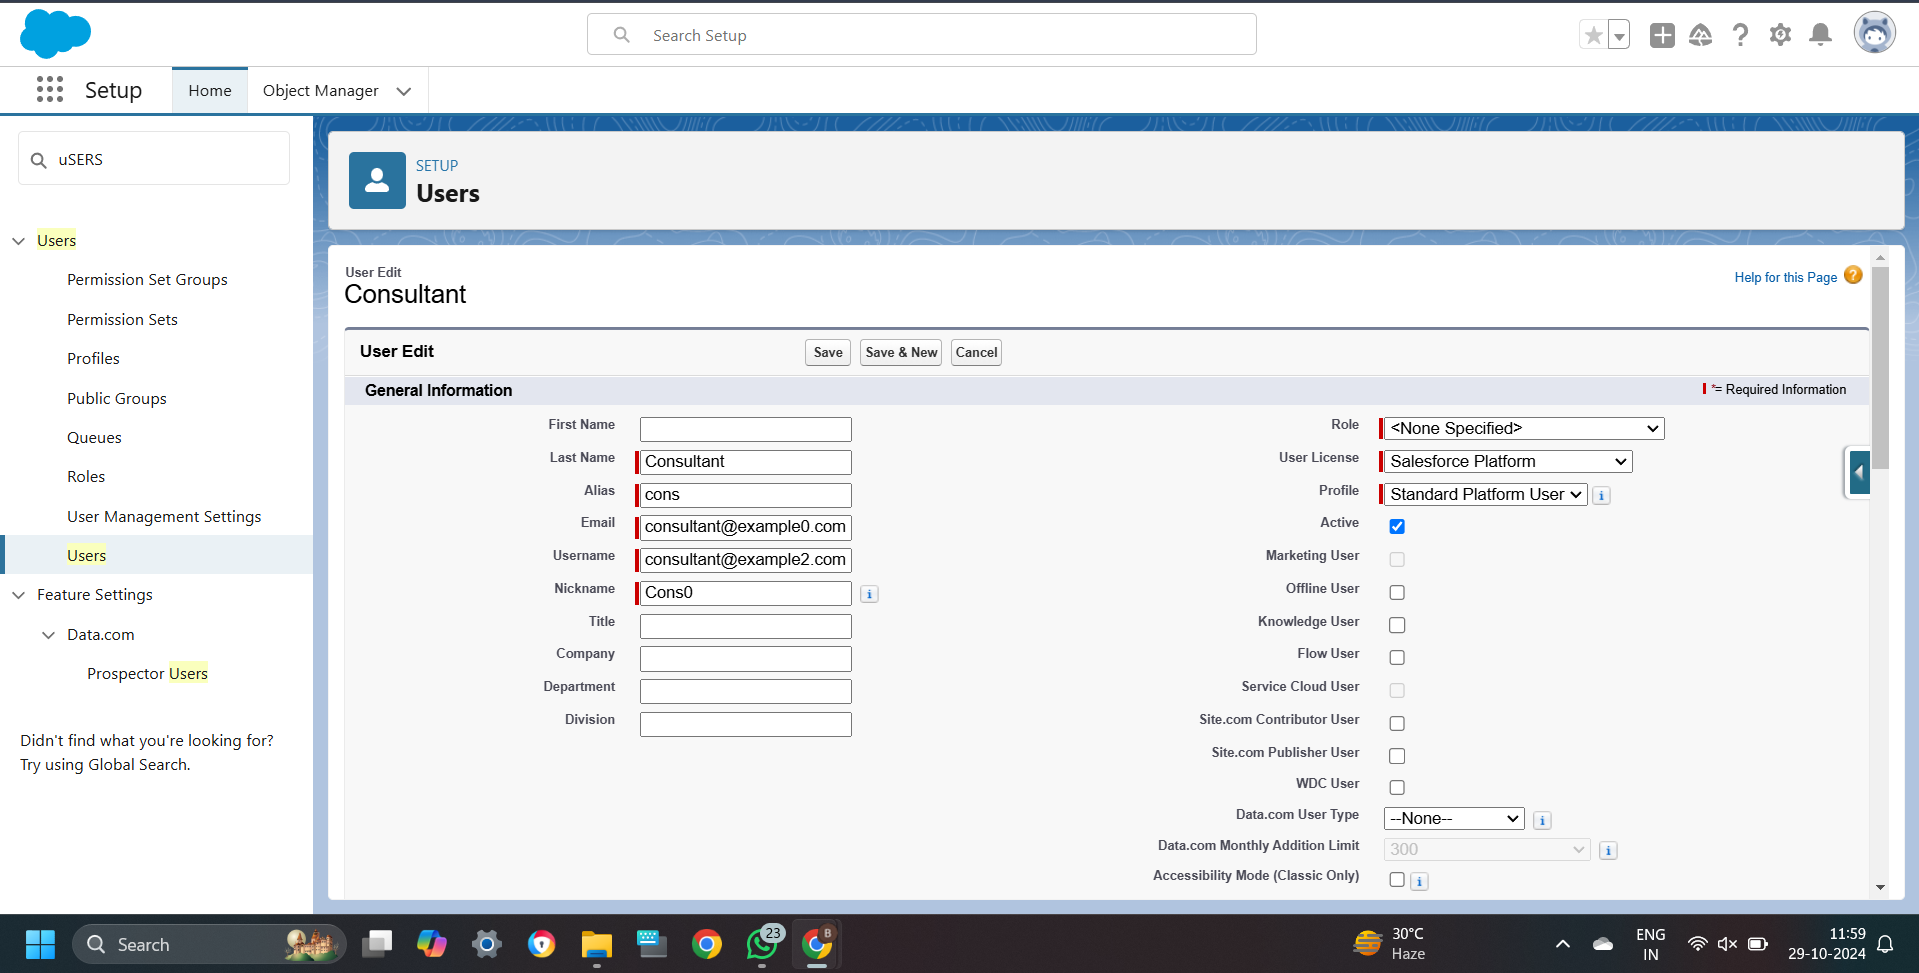 Search Setup
Setup
Home
Object Manager
uSERS
Users
Permission Set Groups
Permission Sets
Profiles
Public Groups
Queues
Roles
User Management Settings
Users
Feature Settings
Data.com
Prospector Users
Didn't find what you're looking for?
Try using Global Search.
SETUP
Users
User Edit
Consultant
Help for this Page ?
User Edit
Save
Save & New
Cancel
General Information
*= Required Information
First Name
Last Name Consultant
Alias cons
Email consultant@example0.com
Username consultant@example2.com
Nickname Cons0 i
Title
Company
Department
Division
Role <None Specified>
User License Salesforce Platform
Profile Standard Platform User i
Active
Marketing User
Offline User
Knowledge User
Flow User
Service Cloud User
Site.com Contributor User
Site.com Publisher User
WDC User
Data.com User Type --None-- i
Data.com Monthly Addition Limit 300 i
Accessibility Mode (Classic Only) i
Search
23
B
30°C
Haze
ENG
IN
11:59
29-10-2024